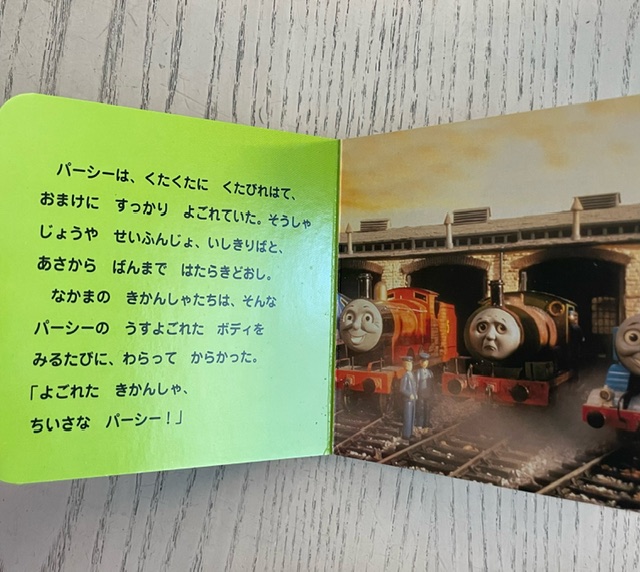 パーシーは、くたくたに　くたびれはて、
おまけに　すっかり　よごれていた。そうしゃ
じょうや　せいふんじょ、いしきりばと、
あさから　ばんまで　はたらきどおし。
なかまの　きかんしゃたちは、そんな
パーシーの　うすよごれた　ボディを
みるたびに、わらって　からかった。
「よごれた　きかんしゃ、
ちいさな　パーシー！」